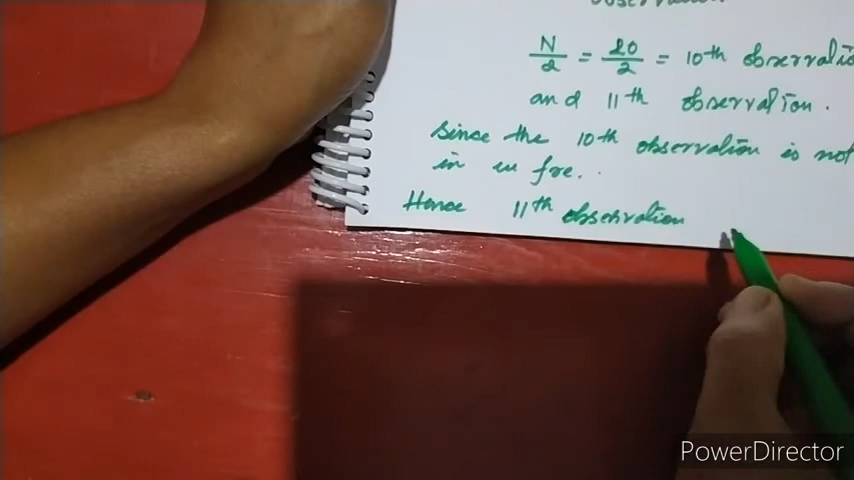 observation
N/2 = 20/2 = 10th observatio
and 11th observation.
Since the 10th observation is not
in cu fre..
Hence 11th observation
PowerDirector